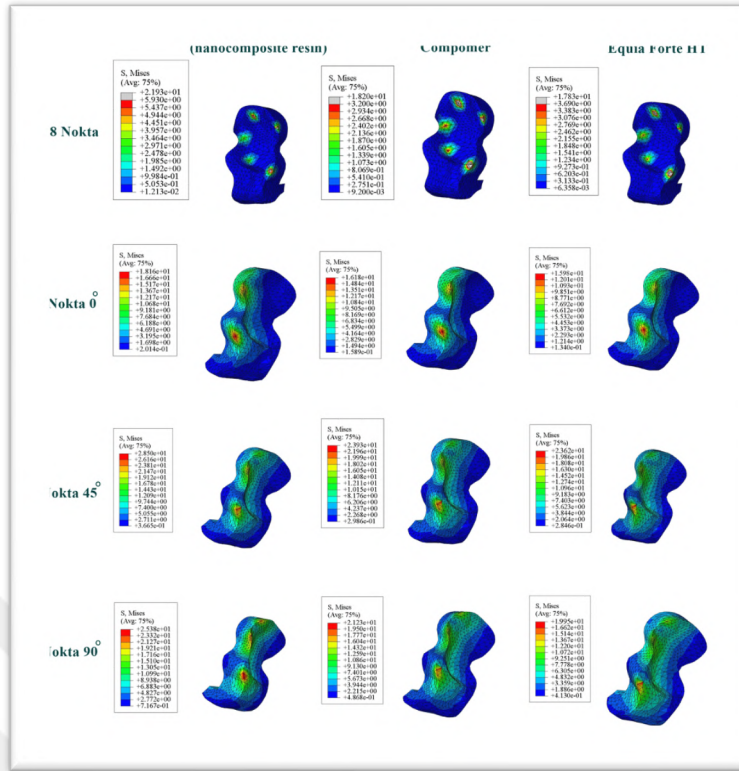 (nanocomposite resin)
Compomer
Equia Forte HT
8 Nokta
S, Mises
(Avg: 75%)
+2.193e+01
+5.930e+00
+5.437e+00
+4.944e+00
+4.451e+00
+3.957e+00
+3.464e+00
+2.971e+00
+2.478e+00
+1.985e+00
+1.492e+00
+9.984e-01
+5.053e-01
+1.213e-02
S, Mises
(Avg: 75%)
+1.820e+01
+3.200e+00
+2.934e+00
+2.668e+00
+2.402e+00
+2.136e+00
+1.870e+00
+1.605e+00
+1.339e+00
+1.073e+00
+8.069e-01
+5.410e-01
+2.751e-01
+9.200e-03
S, Mises
(Avg: 75%)
+1.783e+01
+3.690e+00
+3.383e+00
+3.076e+00
+2.769e+00
+2.462e+00
+2.155e+00
+1.848e+00
+1.541e+00
+1.234e+00
+9.273e-01
+6.203e-01
+3.133e-01
+6.358e-03
Nokta 0°
S, Mises
(Avg: 75%)
+1.816e+01
+1.666e+01
+1.517e+01
+1.367e+01
+1.217e+01
+1.068e+01
+9.181e+00
+7.684e+00
+6.188e+00
+4.691e+00
+3.195e+00
+1.698e+00
+2.014e-01
S, Mises
(Avg: 75%)
+1.618e+01
+1.484e+01
+1.351e+01
+1.217e+01
+1.084e+01
+9.505e+00
+8.169e+00
+6.834e+00
+5.499e+00
+4.164e+00
+2.829e+00
+1.494e+00
+1.589e-01
S, Mises
(Avg: 75%)
+1.596e+01
+1.201e+01
+1.093e+01
+9.851e+00
+8.771e+00
+7.692e+00
+6.612e+00
+5.532e+00
+4.453e+00
+3.373e+00
+2.293e+00
+1.214e+00
+1.340e-01
okta 45°
S, Mises
(Avg: 75%)
+2.850e+01
+2.616e+01
+2.381e+01
+2.147e+01
+1.912e+01
+1.678e+01
+1.443e+01
+1.209e+01
+9.744e+00
+7.400e+00
+5.055e+00
+2.711e+00
+3.665e-01
S, Mises
(Avg: 75%)
+2.393e+01
+2.196e+01
+1.999e+01
+1.802e+01
+1.605e+01
+1.408e+01
+1.211e+01
+1.015e+01
+8.176e+00
+6.206e+00
+4.237e+00
+2.268e+00
+2.986e-01
S, Mises
(Avg: 75%)
+2.362e+01
+1.986e+01
+1.808e+01
+1.630e+01
+1.452e+01
+1.274e+01
+1.096e+01
+9.183e+00
+7.403e+00
+5.623e+00
+3.844e+00
+2.064e+00
+2.846e-01
okta 90°
S, Mises
(Avg: 75%)
+2.538e+01
+2.332e+01
+2.127e+01
+1.921e+01
+1.716e+01
+1.510e+01
+1.305e+01
+1.099e+01
+8.938e+00
+6.883e+00
+4.827e+00
+2.772e+00
+7.167e-01
S, Mises
(Avg: 75%)
+2.123e+01
+1.950e+01
+1.777e+01
+1.604e+01
+1.432e+01
+1.259e+01
+1.086e+01
+9.130e+00
+7.401e+00
+5.673e+00
+3.944e+00
+2.215e+00
+4.868e-01
S, Mises
(Avg: 75%)
+1.995e+01
+1.662e+01
+1.514e+01
+1.367e+01
+1.220e+01
+1.072e+01
+9.251e+00
+7.778e+00
+6.305e+00
+4.832e+00
+3.359e+00
+1.886e+00
+4.130e-01